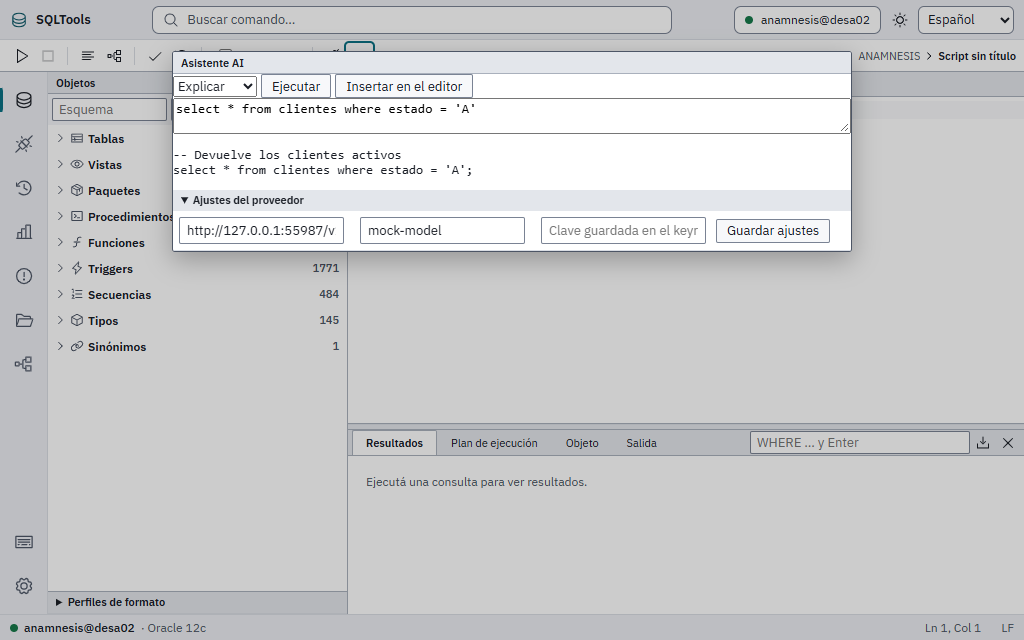 SQLTools
Buscar comando...
anamnesis@desa02
Español
ANAMNESIS
Script sin título
Asistente AI
Explicar
Ejecutar
Insertar en el editor
select * from clientes where estado = 'A'
-- Devuelve los clientes activos
select * from clientes where estado = 'A';
Ajustes del proveedor
http://127.0.0.1:55987/v
mock-model
Clave guardada en el keyr
Guardar ajustes
Objetos
Esquema
Tablas
Vistas
Paquetes
Procedimientos
Funciones
Triggers 1771
Secuencias 484
Tipos 145
Sinónimos 1
Resultados
Plan de ejecución
Objeto
Salida
WHERE ... y Enter
Ejecutá una consulta para ver resultados.
Perfiles de formato
anamnesis@desa02 · Oracle 12c
Ln 1, Col 1
LF